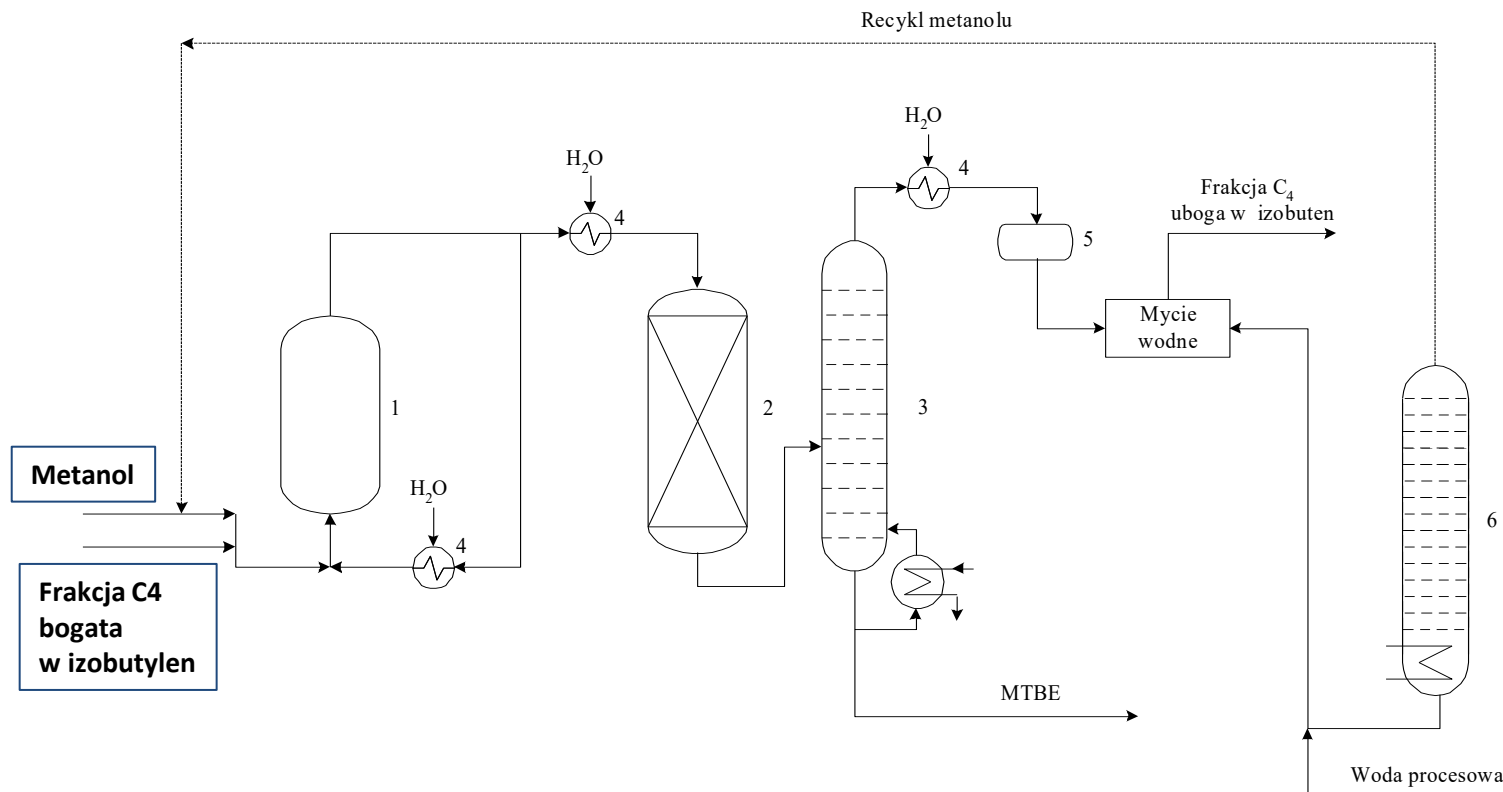 Recykl metanolu
H2O
4
H2O
4
Frakcja C4
uboga w izobuten
5
Mycie
wodne
1
2
3
Metanol
H2O
4
6
Frakcja C4
bogata
w izobutylen
MTBE
Woda procesowa